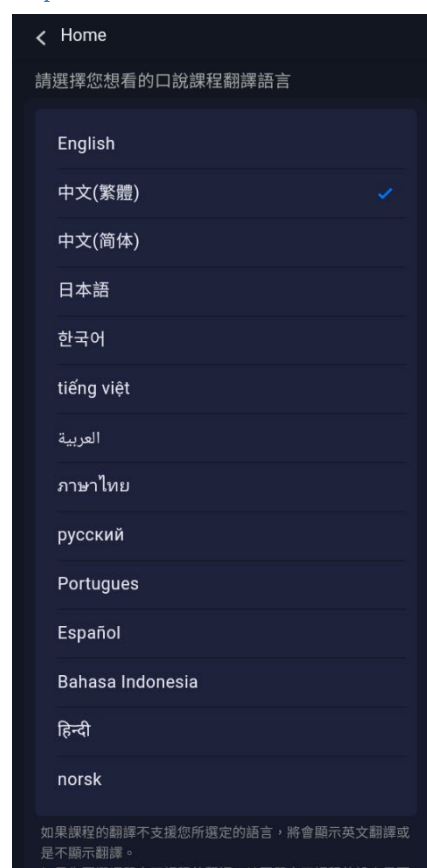 Home
請選擇您想看的口說課程翻譯語言
English
中文(繁體)
中文(简体)
日本語
한국어
tiếng việt
العربية
ภาษาไทย
русский
Portugues
Español
Bahasa Indonesia
हिन्दी
norsk
如果課程的翻譯不支援您所選定的語言，將會顯示英文翻譯或
是不顯示翻譯。